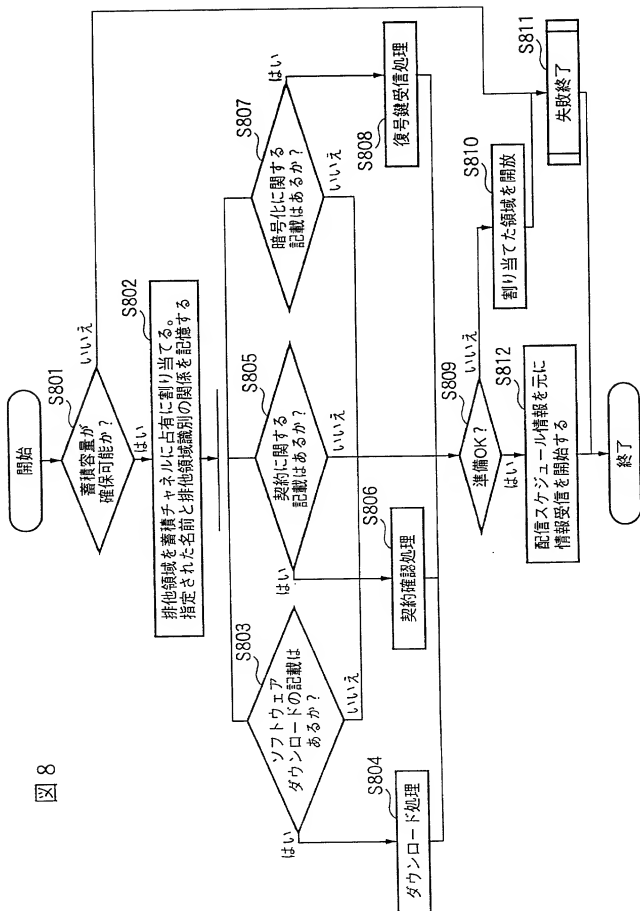 図 8
開始
S801
蓄積容量が
確保可能か？
いいえ
はい
S802
排他領域を蓄積チャネルに占有に割り当てる。
指定された名前と排他領域識別の関係を記憶する
S803
ソフトウェア
ダウンロードの記載は
あるか？
はい
いいえ
S804
ダウンロード処理
S805
契約に関する
記載はあるか？
はい
いいえ
S806
契約確認処理
S807
暗号化に関する
記載はあるか？
はい
いいえ
S808
復号鍵受信処理
S809
準備OK？
いいえ
はい
S810
割り当てた領域を開放
S811
失敗終了
S812
配信スケジュール情報を元に
情報受信を開始する
終了